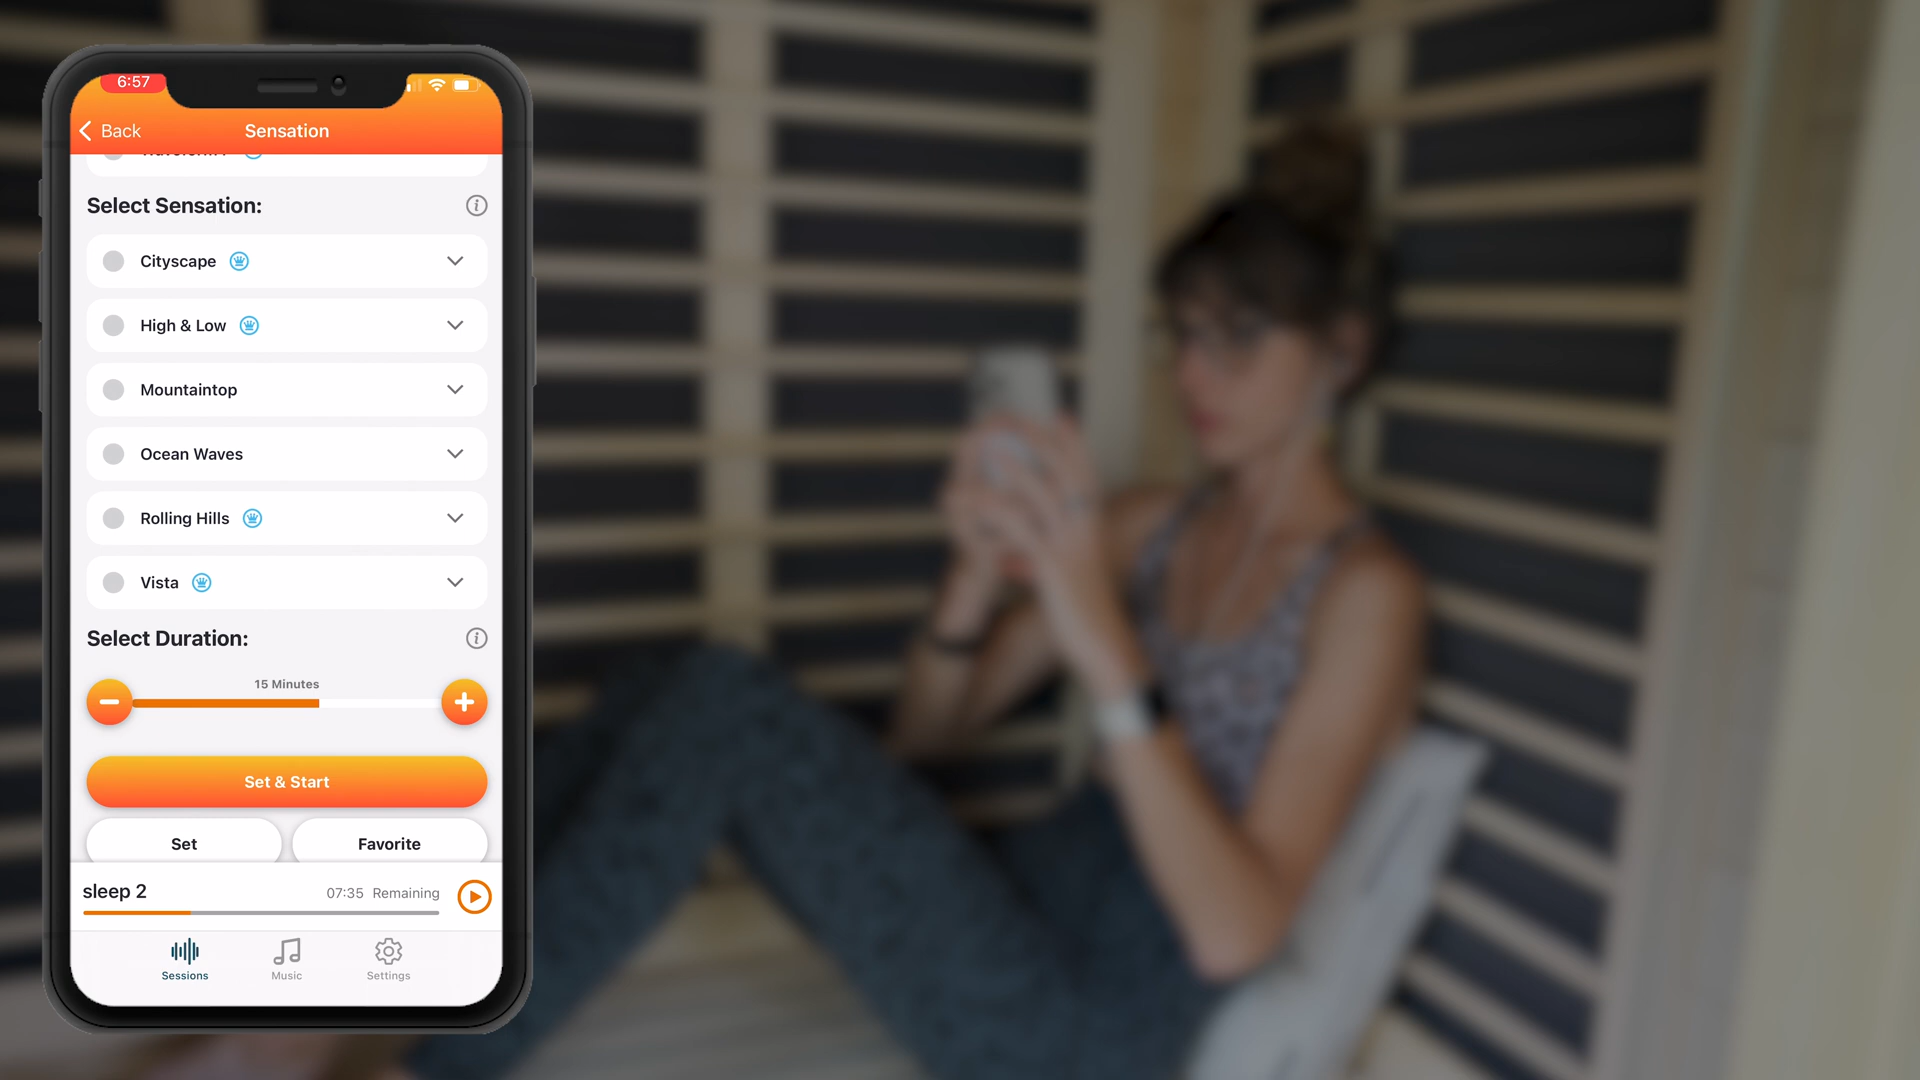 6:57
Back
Sensation
Select Sensation:
Cityscape
High & Low
Mountaintop
Ocean Waves
Rolling Hills
Vista
Select Duration:
15 Minutes
Set & Start
Set
Favorite
sleep 2
07:35 Remaining
Sessions
Music
Settings